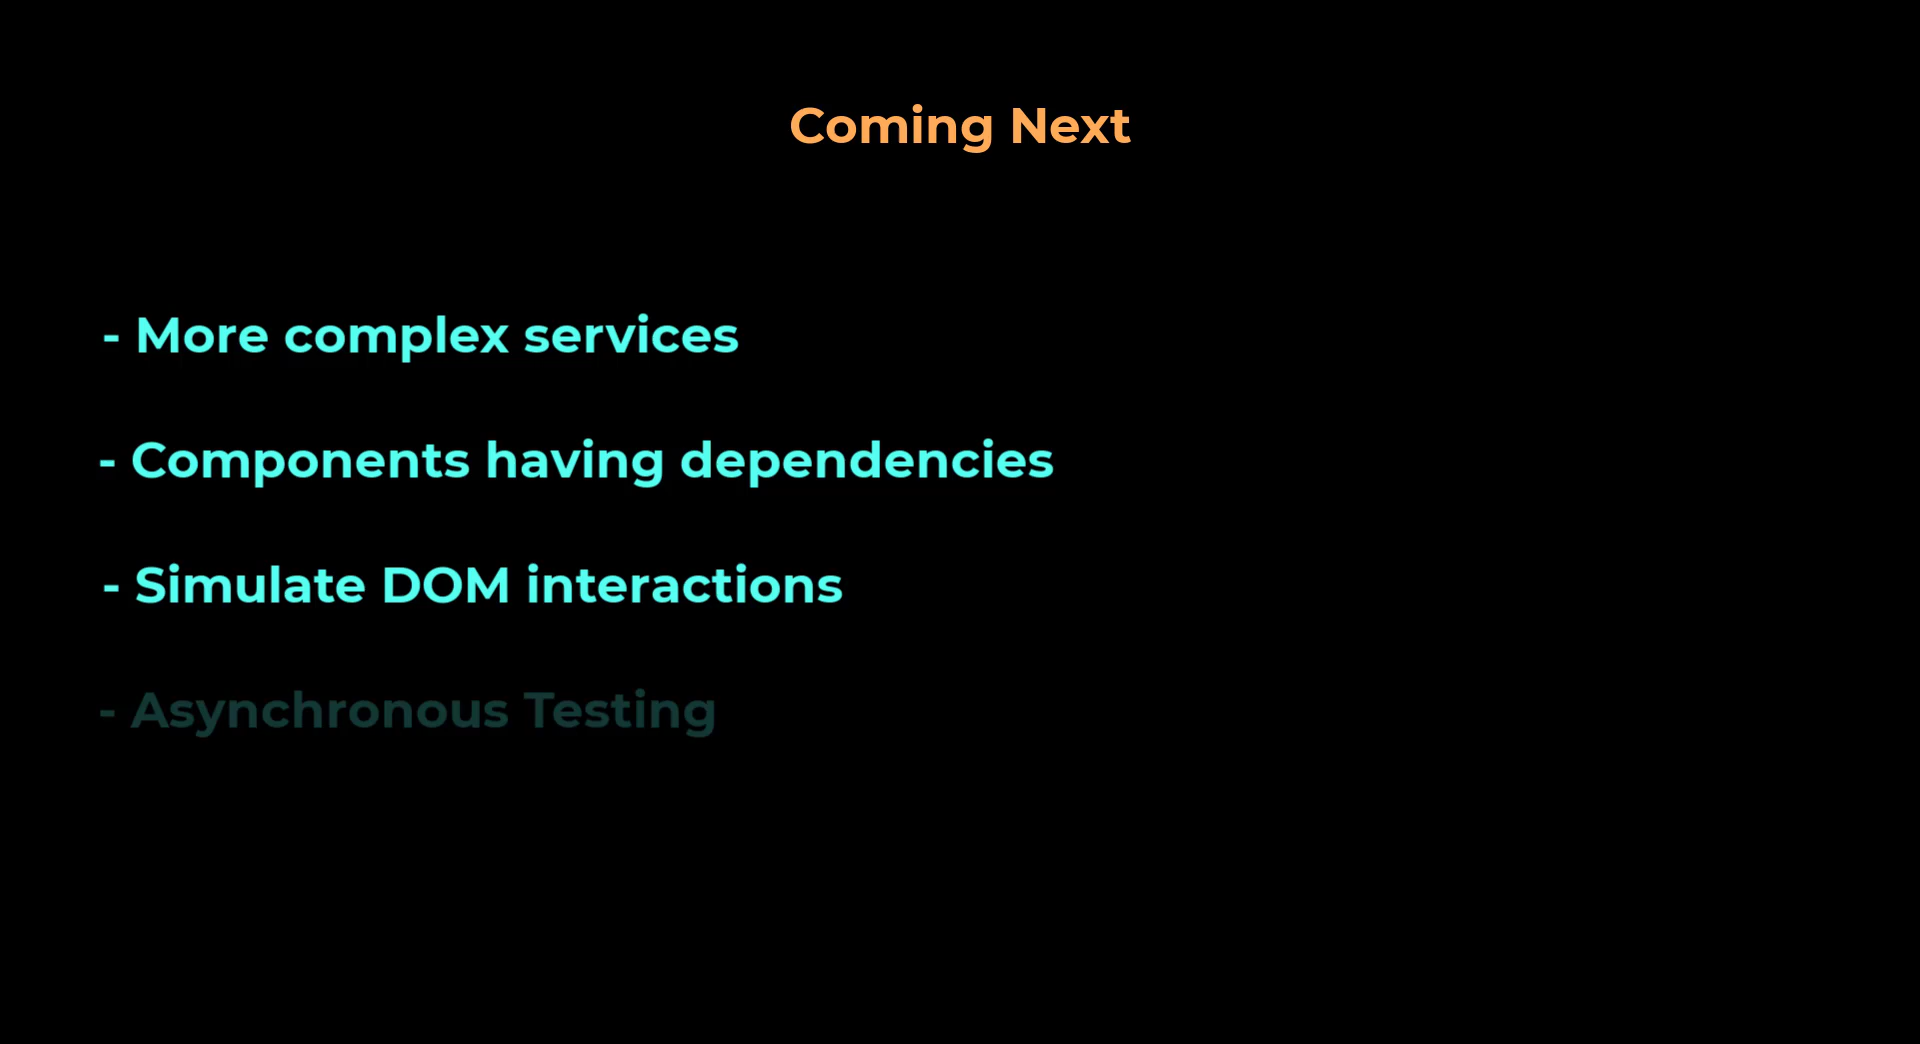 Coming Next
- More complex services
- Components having dependencies
- Simulate DOM interactions
- Asynchronous Testing